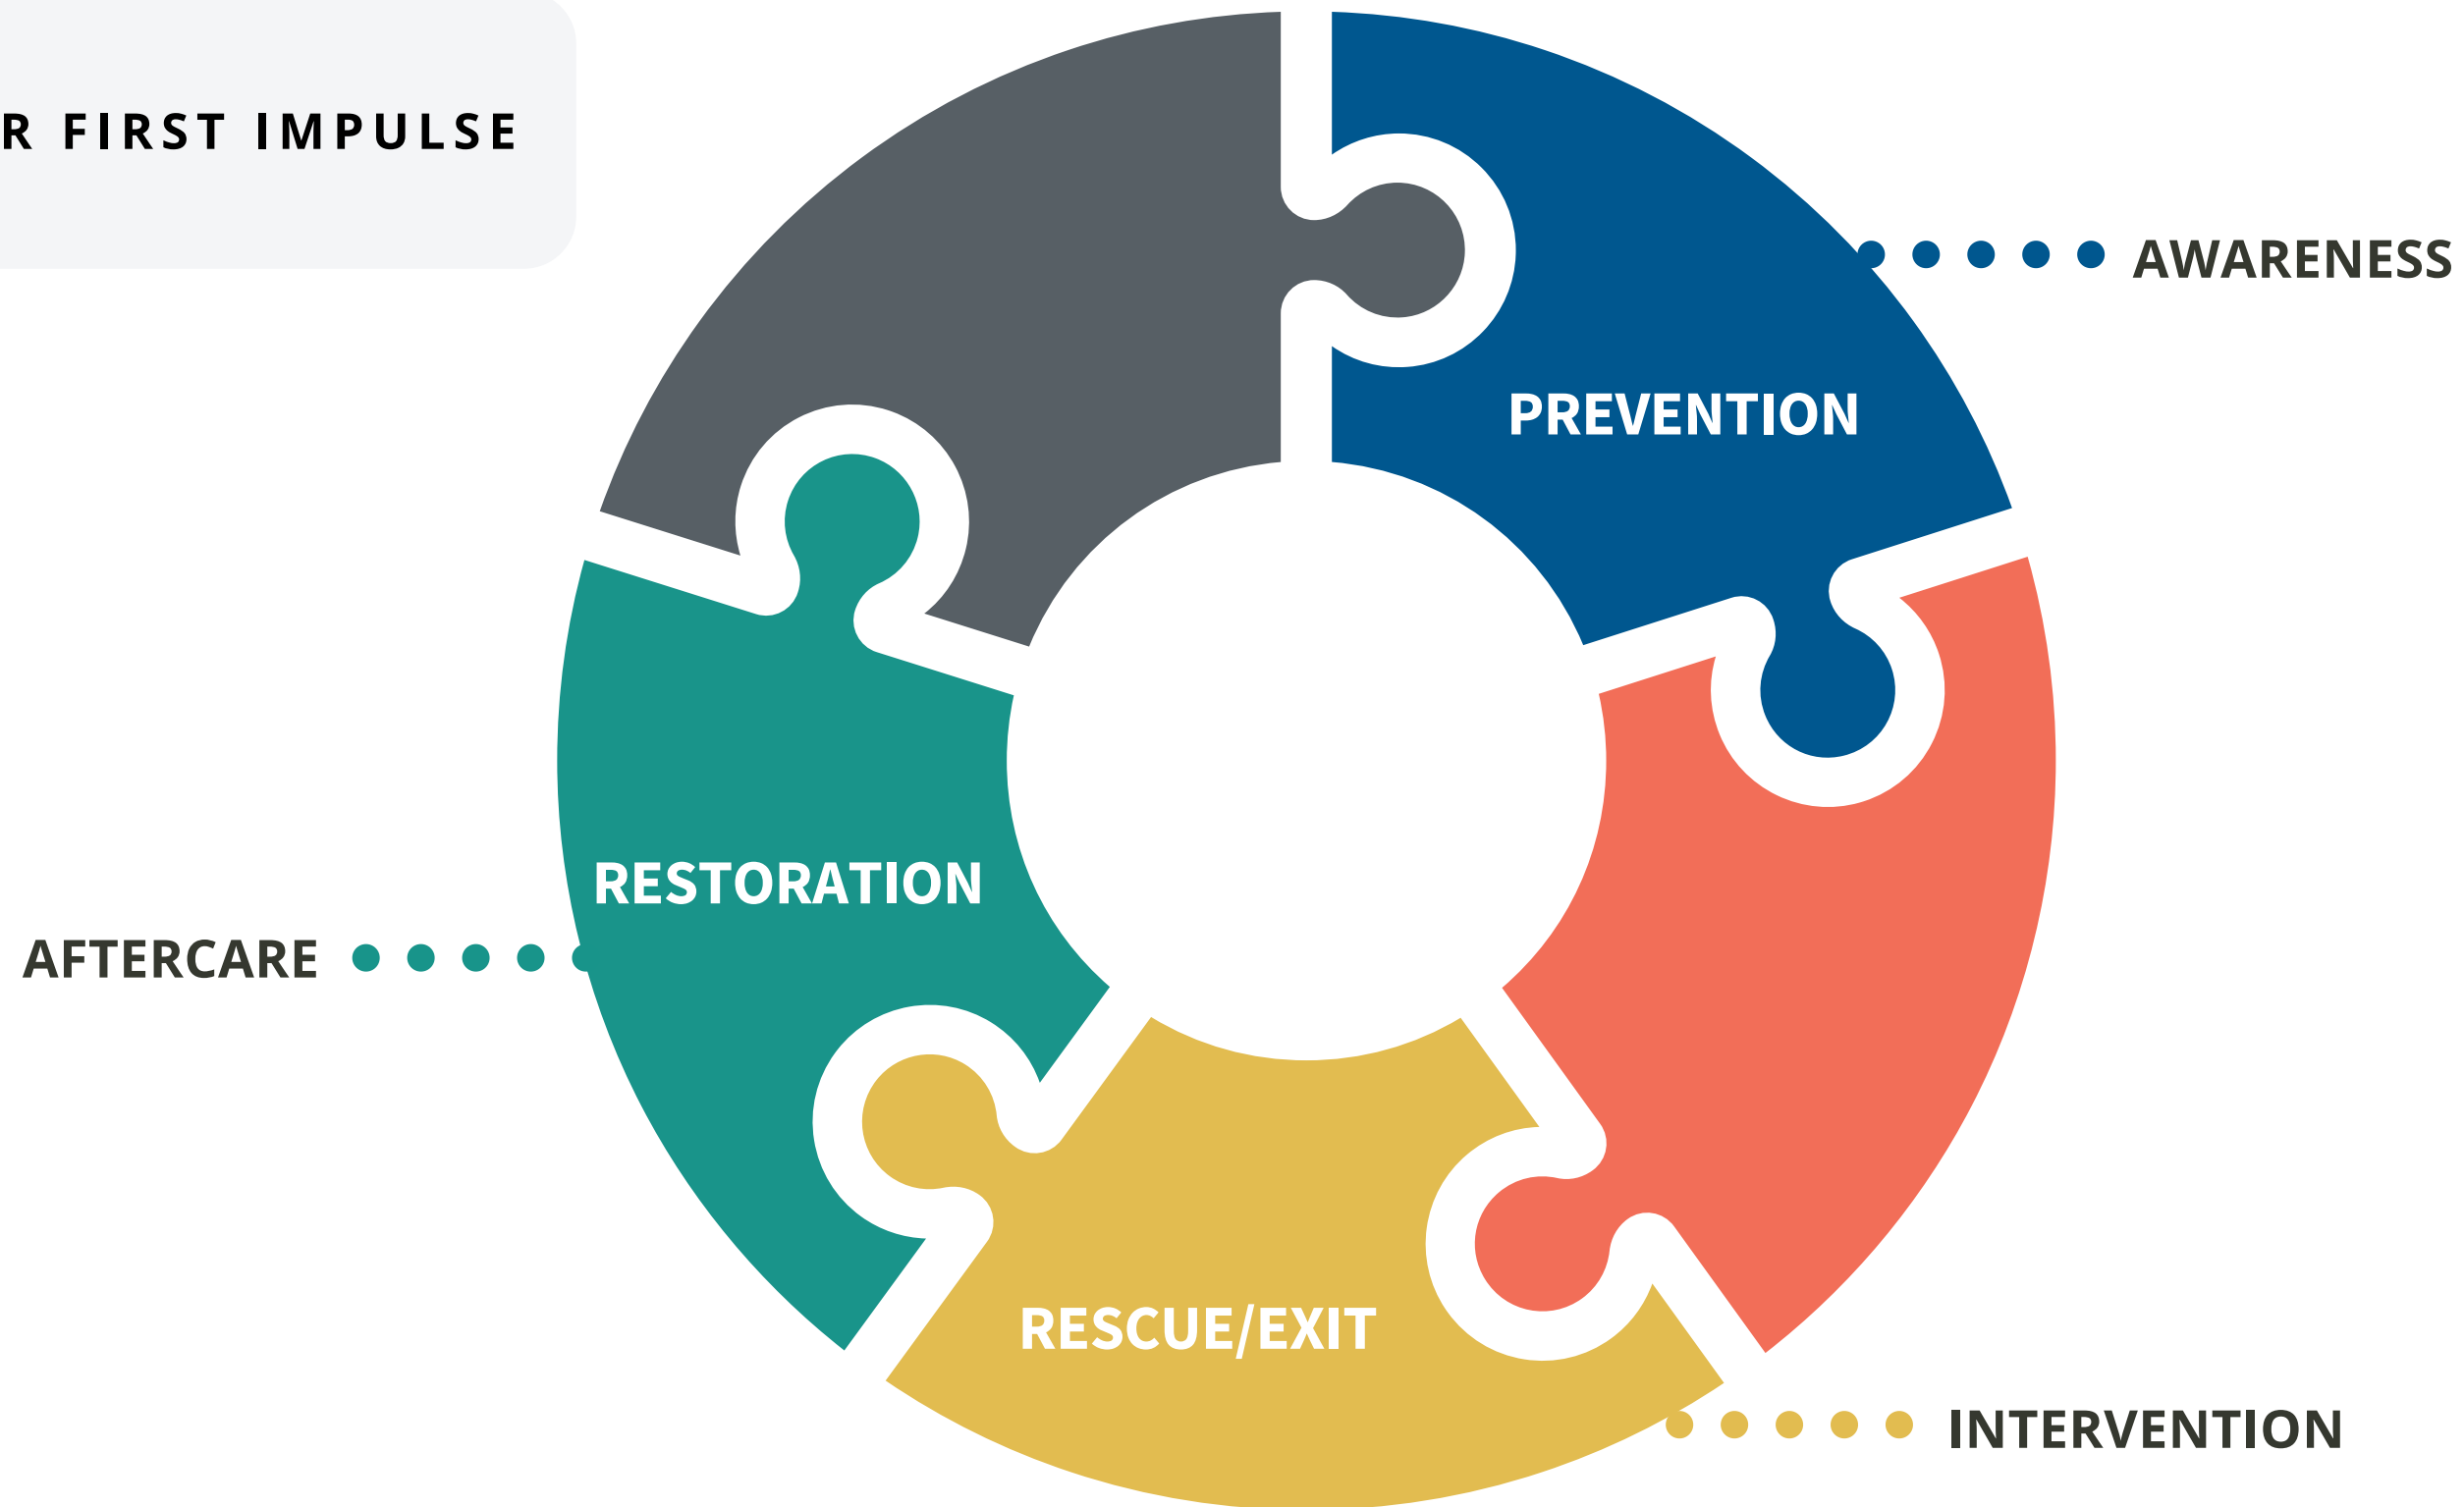 R FIRST IMPULSE
AWARENESS
PREVENTION
RESTORATION
AFTERCARE
RESCUE/EXIT
INTERVENTION